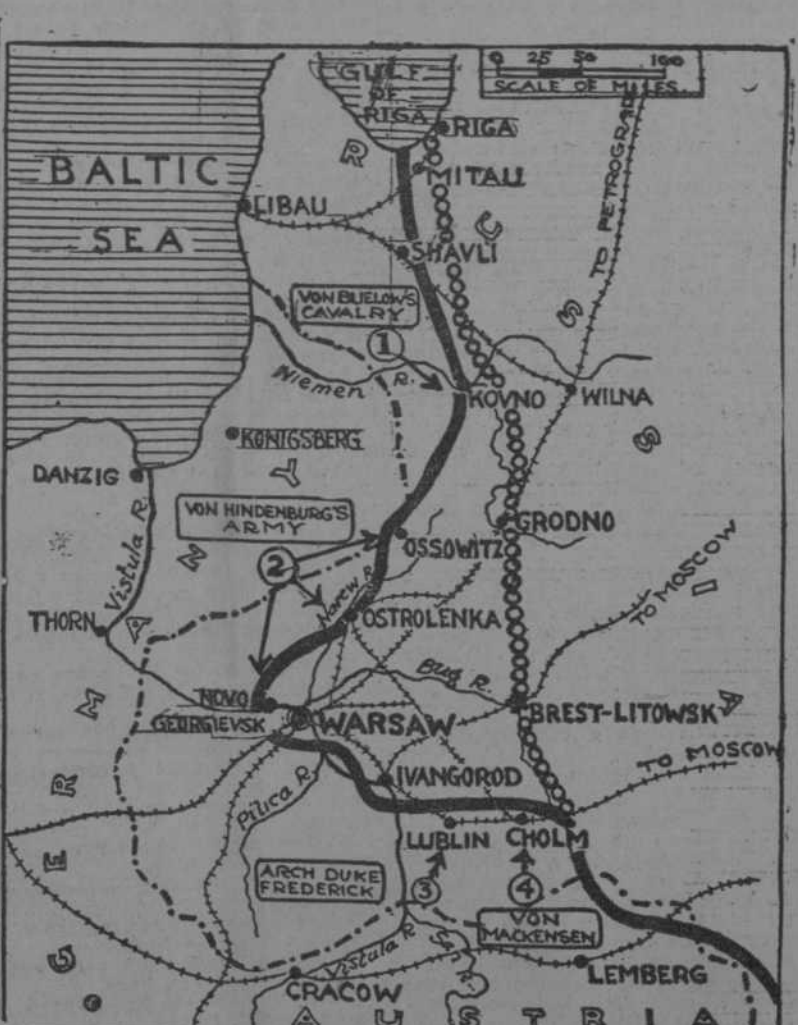 0 25 50 100
SCALE OF MILES
GULF
OF
RIGA
RIGA
MITAU
BALTIC
SEA
LIBAU
SHAVLI
TO PETROGRAD
VON BUELOW'S
CAVALRY
1
Niemen R.
KOVNO
WILNA
KONIGSBERG
DANZIG
VON HINDENBURG'S
ARMY
2
Vistula R.
OSSOWITZ
GRODNO
Narew R.
OSTROLENKA
TO MOSCOW
THORN
Bug R.
NOVO
GEORGIEVSK
WARSAW
BREST-LITOWSK
TO MOSCOW
IVANGOROD
Pilica R.
LUBLIN
CHOLM
ARCH DUKE
FREDERICK
3
4
VON
MACKENSEN
Vistula R.
San R.
CRACOW
LEMBERG
GERMANY
RUSSIA
AUSTRIA